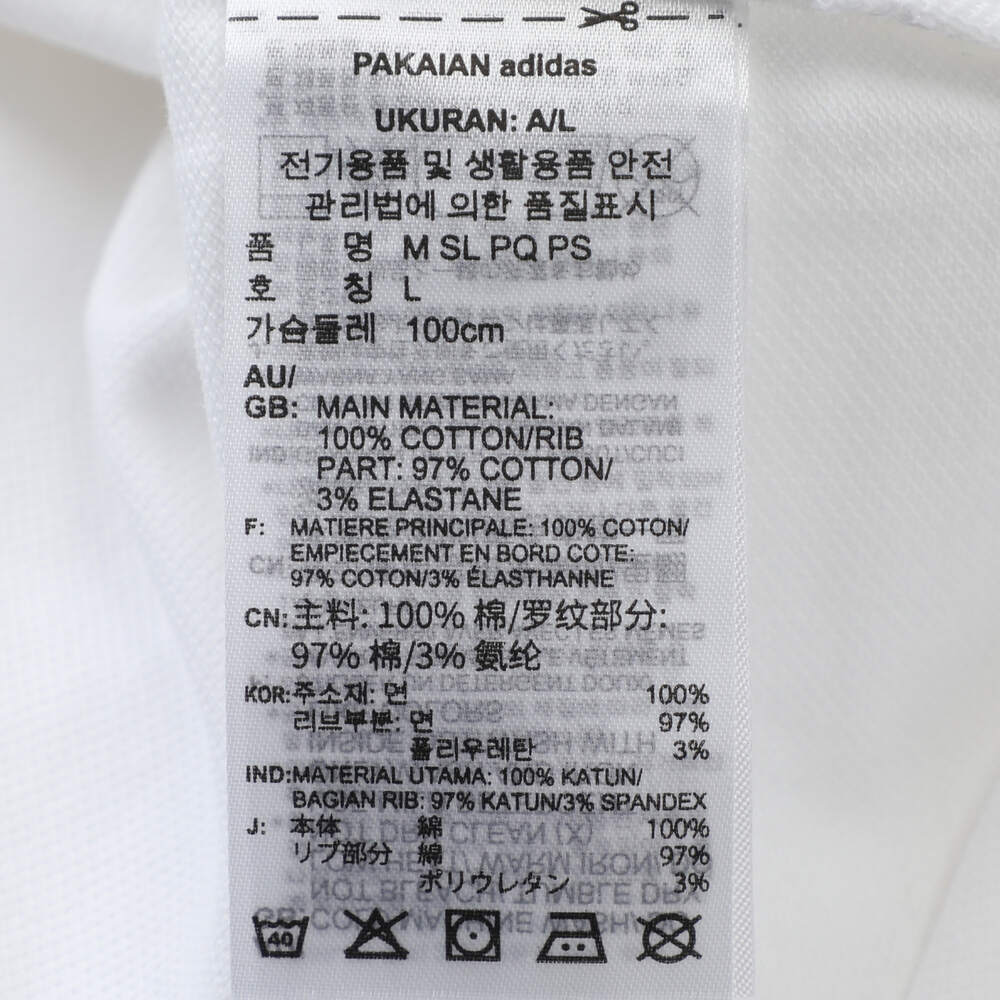 PAKAIAN adidas
UKURAN: A/L
전기용품 및 생활용품 안전
관리법에 의한 품질표시
품 명 M SL PQ PS
호 칭 L
가슴둘레 100cm
AU/
GB: MAIN MATERIAL:
100% COTTON/RIB
PART: 97% COTTON/
3% ELASTANE
F: MATIERE PRINCIPALE: 100% COTON/
EMPIECEMENT EN BORD COTE:
97% COTON/3% ÉLASTHANNE
CN: 主料: 100% 棉/罗纹部分:
97% 棉/3% 氨纶
KOR: 주소재: 면 100%
리브부분: 면 97%
폴리우레탄 3%
IND: MATERIAL UTAMA: 100% KATUN/
BAGIAN RIB: 97% KATUN/3% SPANDEX
J: 本体 綿 100%
リブ部分 綿 97%
ポリウレタン 3%
40